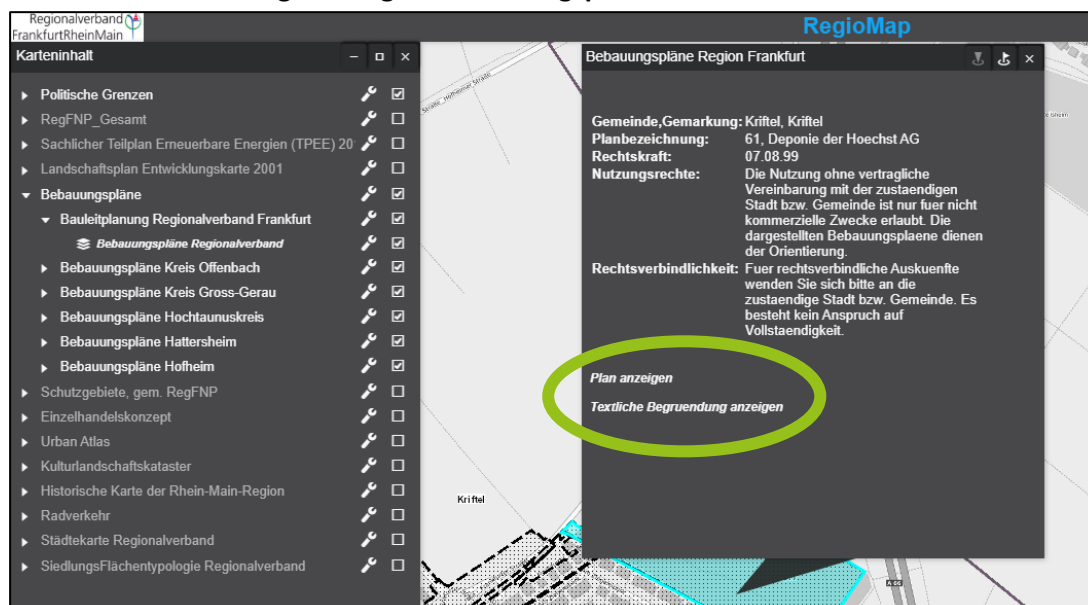 Regionalverband
FrankfurtRheinMain
RegioMap
Karteninhalt
Politische Grenzen
RegFNP_Gesamt
Sachlicher Teilplan Erneuerbare Energien (TPEE) 20
Landschaftsplan Entwicklungskarte 2001
Bebauungspläne
Bauleitplanung Regionalverband Frankfurt
Bebauungspläne Regionalverband
Bebauungspläne Kreis Offenbach
Bebauungspläne Kreis Gross-Gerau
Bebauungspläne Hochtaunuskreis
Bebauungspläne Hattersheim
Bebauungspläne Hofheim
Schutzgebiete, gem. RegFNP
Einzelhandelskonzept
Urban Atlas
Kulturlandschaftskataster
Historische Karte der Rhein-Main-Region
Radverkehr
Städtekarte Regionalverband
SiedlungsFlächentypologie Regionalverband
Bebauungspläne Region Frankfurt
Gemeinde,Gemarkung: Kriftel, Kriftel
Planbezeichnung: 61, Deponie der Hoechst AG
Rechtskraft: 07.08.99
Nutzungsrechte: Die Nutzung ohne vertragliche
Vereinbarung mit der zustaendigen
Stadt bzw. Gemeinde ist nur fuer nicht
kommerzielle Zwecke erlaubt. Die
dargestellten Bebauungsplaene dienen
der Orientierung.
Rechtsverbindlichkeit: Fuer rechtsverbindliche Auskuenfte
wenden Sie sich bitte an die
zustaendige Stadt bzw. Gemeinde. Es
besteht kein Anspruch auf
Vollstaendigkeit.
Plan anzeigen
Textliche Begruendung anzeigen
Kriftel
A 66